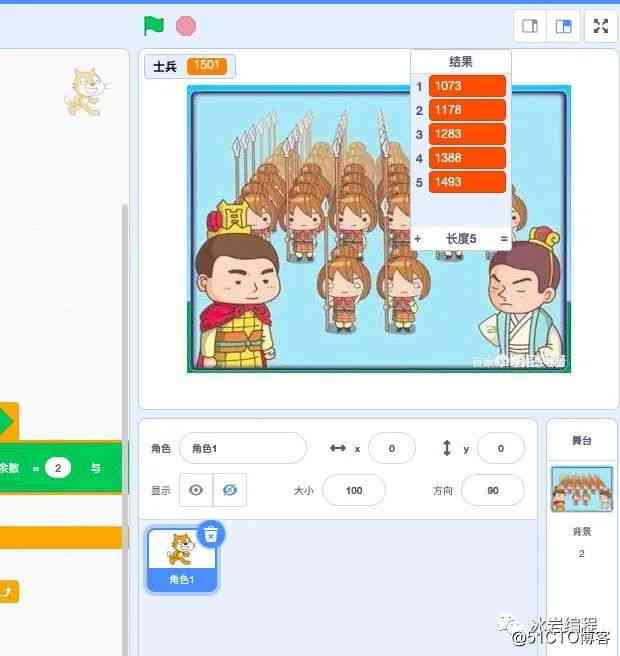 士兵 1501
结果
1 1073
2 1178
3 1283
4 1388
5 1493
+ 长度5 =
余数 = 2 与
角色 角色1 x 0 y 0
显示 大小 100 方向 90
角色1
舞台
背景
2
冰岩编程
@51CTO博客